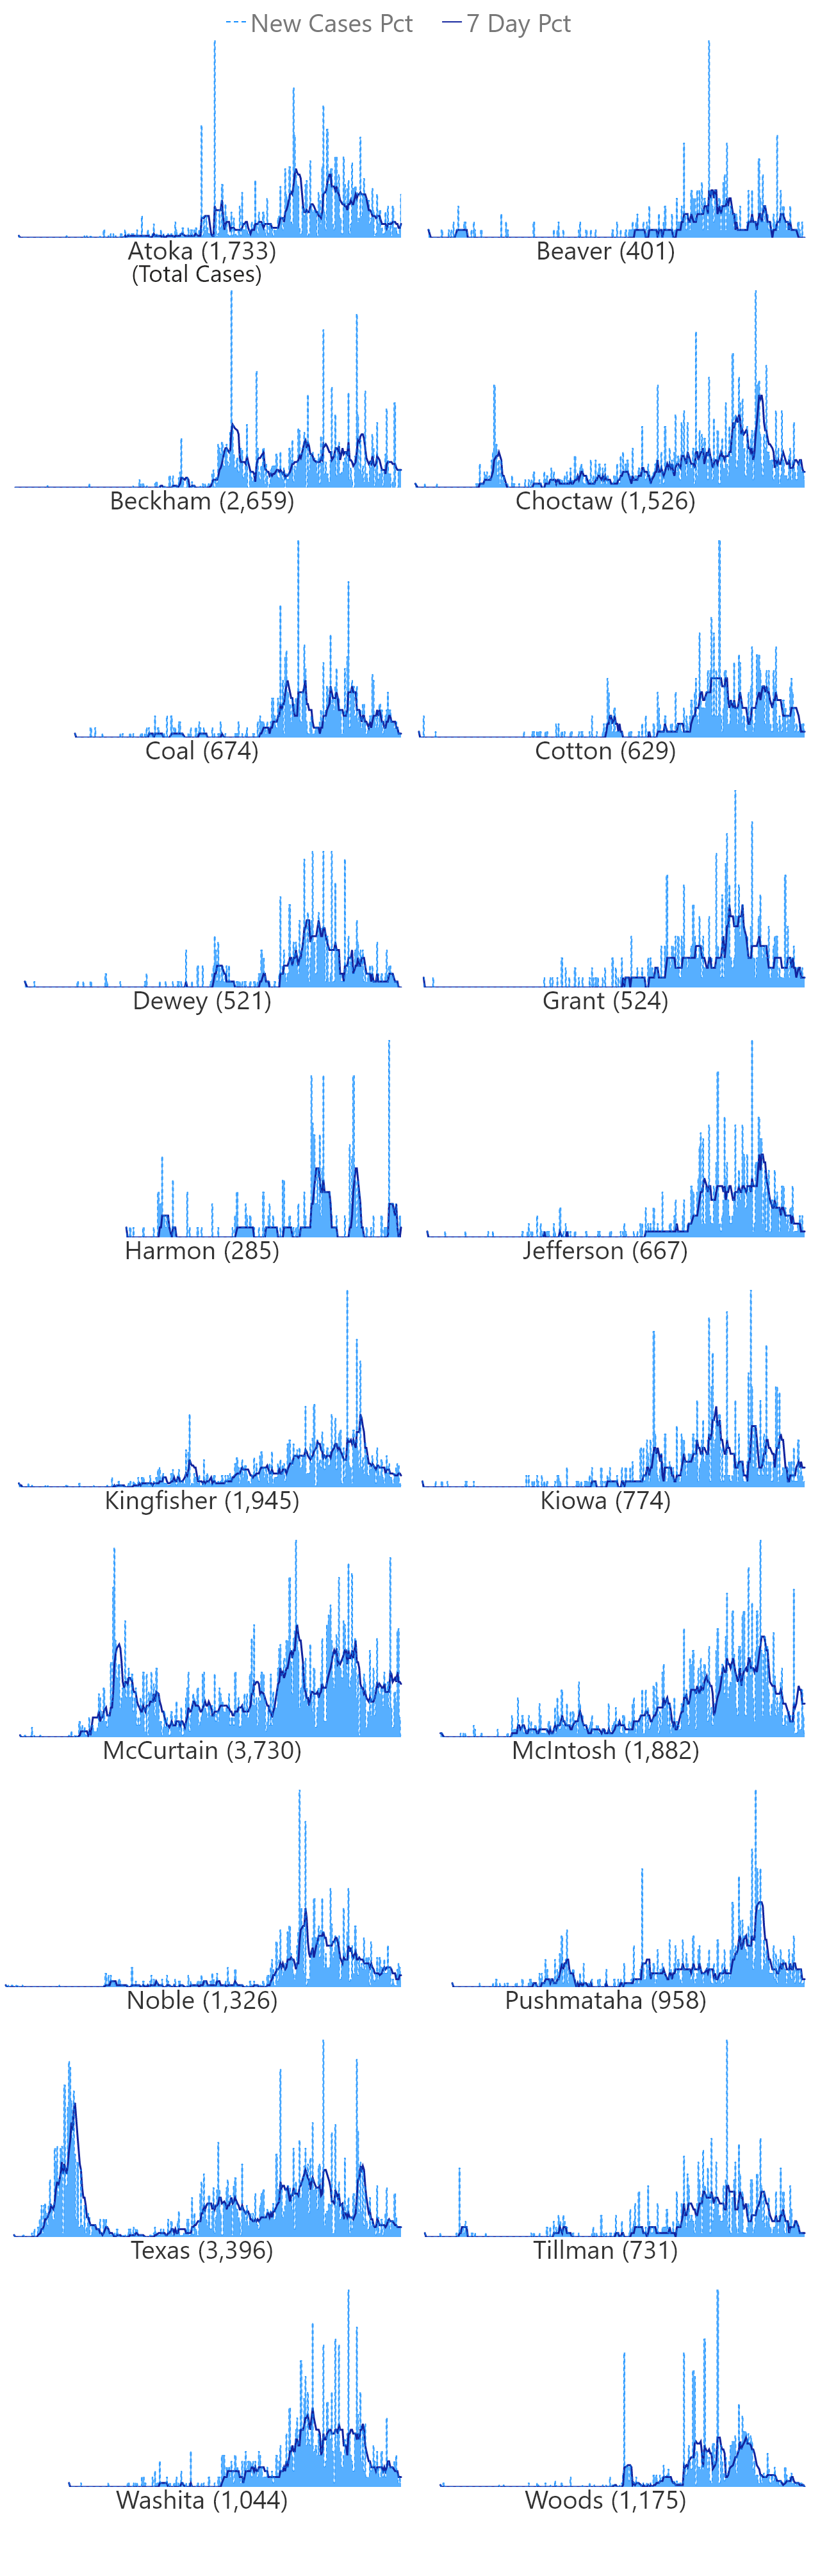 New Cases Pct 7 Day Pct
Atoka (1,733) Beaver (401)
(Total Cases)
Beckham (2,659) Choctaw (1,526)
Coal (674) Cotton (629)
Dewey (521) Grant (524)
Harmon (285) Jefferson (667)
Kingfisher (1,945) Kiowa (774)
McCurtain (3,730) McIntosh (1,882)
Noble (1,326) Pushmataha (958)
Texas (3,396) Tillman (731)
Washita (1,044) Woods (1,175)